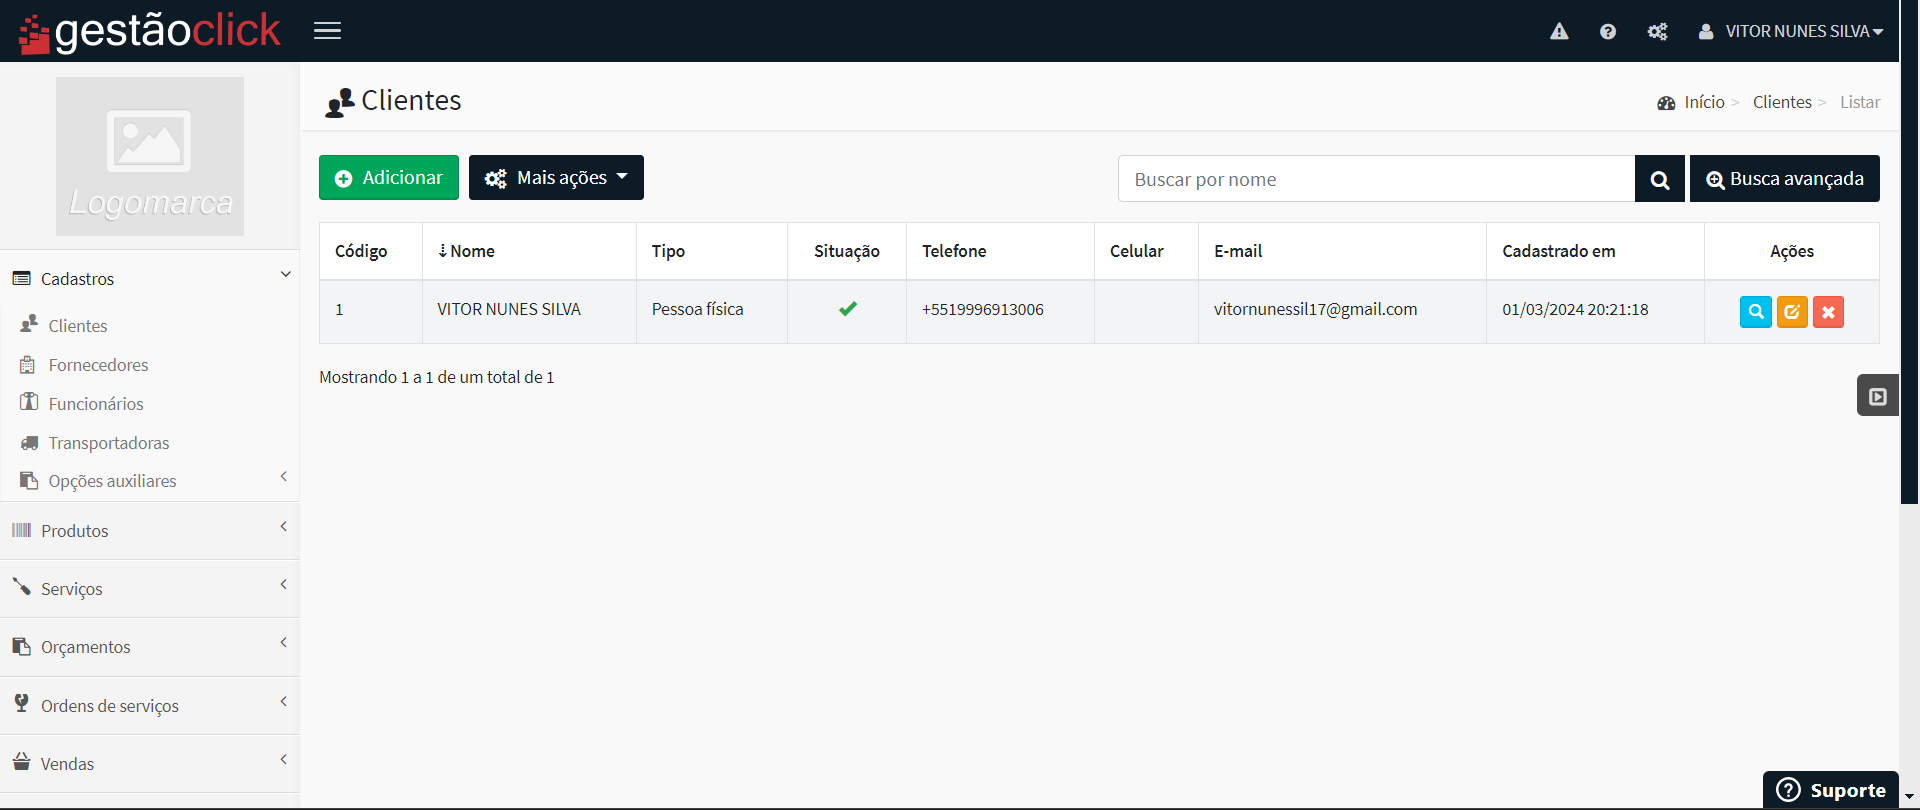 gestãoclick
VITOR NUNES SILVA
Logomarca
Cadastros
Clientes
Fornecedores
Funcionários
Transportadoras
Opções auxiliares
Produtos
Serviços
Orçamentos
Ordens de serviços
Vendas
Clientes
Início > Clientes > Listar
Adicionar Mais ações Buscar por nome Busca avançada
Código Nome Tipo Situação Telefone Celular E-mail Cadastrado em Ações
1 VITOR NUNES SILVA Pessoa física +5519996913006 vitornunessil17@gmail.com 01/03/2024 20:21:18
Mostrando 1 a 1 de um total de 1
Suporte